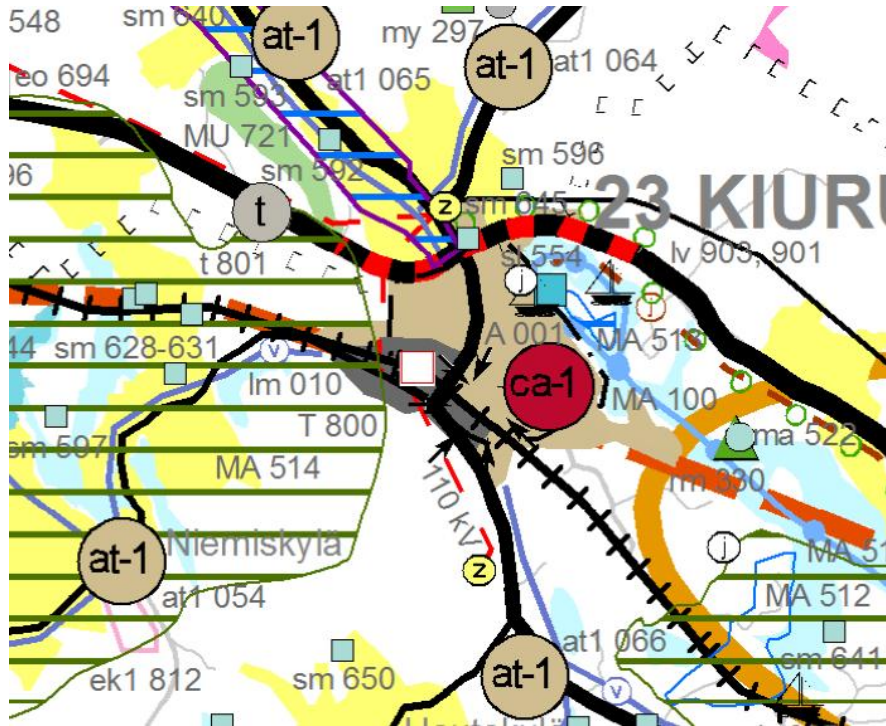 548
sm 640
at-1
my 297
at-1
at1 064
eo 694
at1 065
sm 593
MU 721
sm 592
sm 596
96
t
z
sm 645
23 KIURU
t 801
554
j
lv 903, 901
j
44
sm 628-631
v
A 001
MA 513
lm 010
ca-1
MA 100
T 800
sm 597
MA 514
110 kV
ma 522
rm 330
at-1
Niemiskylä
z
j
MA 51
at1 054
MA 512
at1 066
sm 641
ek1 812
sm 650
at-1
v